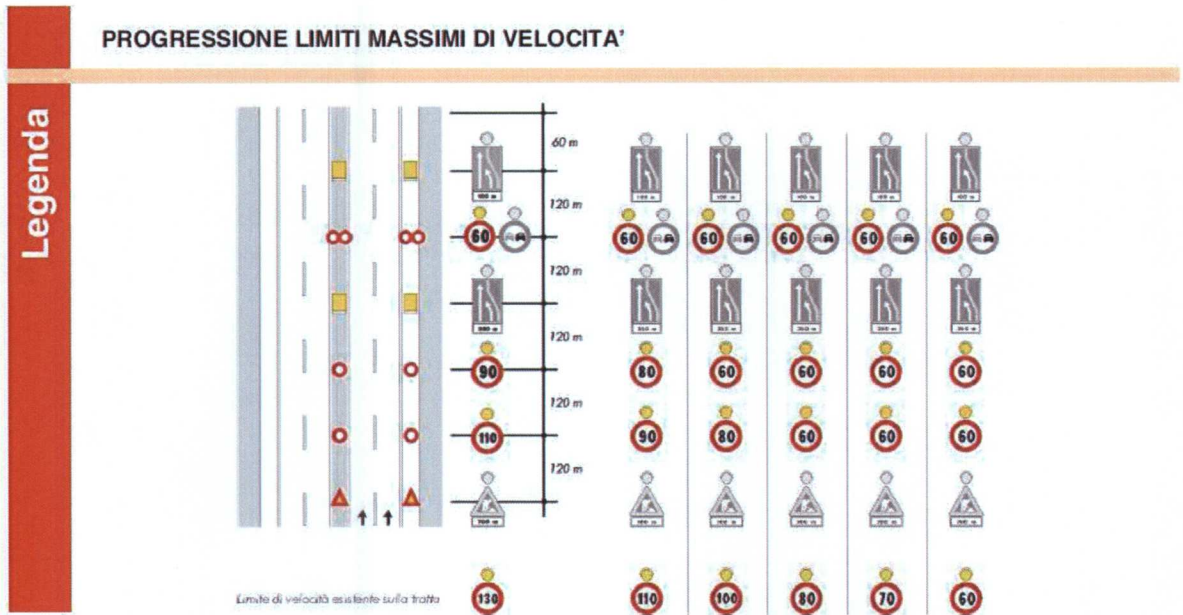 PROGRESSIONE LIMITI MASSIMI DI VELOCITA'
Legenda
60 m
120 m
120 m
120 m
120 m
120 m
60 60 60 60 60 60
90 80 60 60 60 60
110 90 80 60 60 60
Limite di velocità esistente sulla tratta
130 110 100 80 70 60